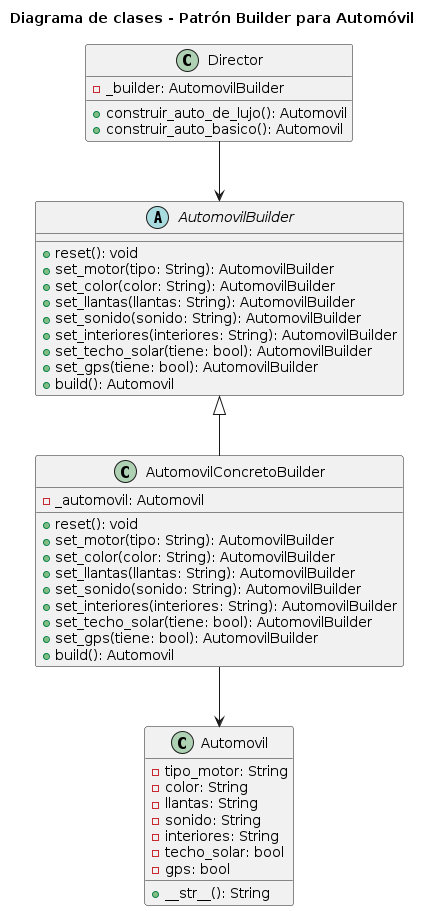 Diagrama de clases - Patrón Builder para Automóvil
C Director
_builder: AutomovilBuilder
construir_auto_de_lujo(): Automovil
construir_auto_basico(): Automovil
A AutomovilBuilder
reset(): void
set_motor(tipo: String): AutomovilBuilder
set_color(color: String): AutomovilBuilder
set_llantas(llantas: String): AutomovilBuilder
set_sonido(sonido: String): AutomovilBuilder
set_interiores(interiores: String): AutomovilBuilder
set_techo_solar(tiene: bool): AutomovilBuilder
set_gps(tiene: bool): AutomovilBuilder
build(): Automovil
C AutomovilConcretoBuilder
_automovil: Automovil
reset(): void
set_motor(tipo: String): AutomovilBuilder
set_color(color: String): AutomovilBuilder
set_llantas(llantas: String): AutomovilBuilder
set_sonido(sonido: String): AutomovilBuilder
set_interiores(interiores: String): AutomovilBuilder
set_techo_solar(tiene: bool): AutomovilBuilder
set_gps(tiene: bool): AutomovilBuilder
build(): Automovil
C Automovil
tipo_motor: String
color: String
llantas: String
sonido: String
interiores: String
techo_solar: bool
gps: bool
__str__(): String